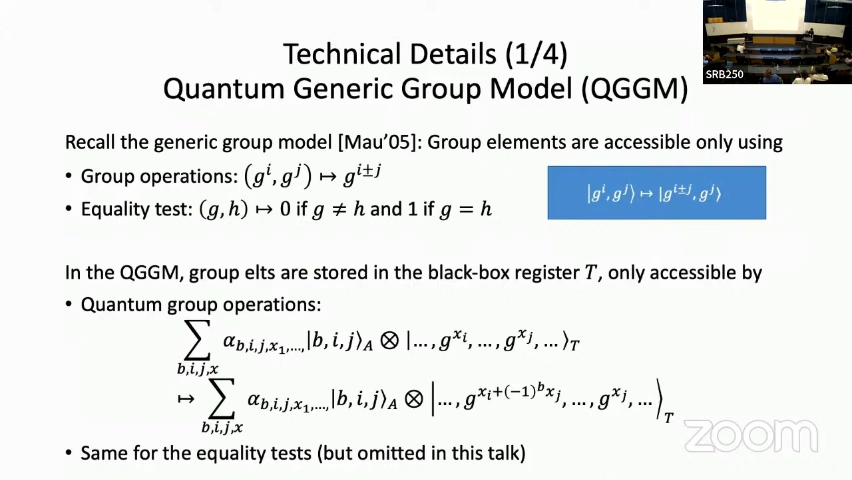 Technical Details (1/4)
Quantum Generic Group Model (QGGM)
SRB250
Recall the generic group model [Mau'05]: Group elements are accessible only using
• Group operations: (g^i, g^j) ↦ g^{i±j}
|g^i, g^j⟩ ↦ |g^{i±j}, g^j⟩
• Equality test: (g, h) ↦ 0 if g ≠ h and 1 if g = h
In the QGGM, group elts are stored in the black-box register T, only accessible by
• Quantum group operations:
∑_{b,i,j,x} α_{b,i,j,x_1,…,}|b, i, j⟩_A ⊗ |…, g^{x_i}, …, g^{x_j}, …⟩_T
↦ ∑_{b,i,j,x} α_{b,i,j,x_1,…,}|b, i, j⟩_A ⊗ |…, g^{x_i+(-1)^b x_j}, …, g^{x_j}, …⟩_T
• Same for the equality tests (but omitted in this talk)
zoom